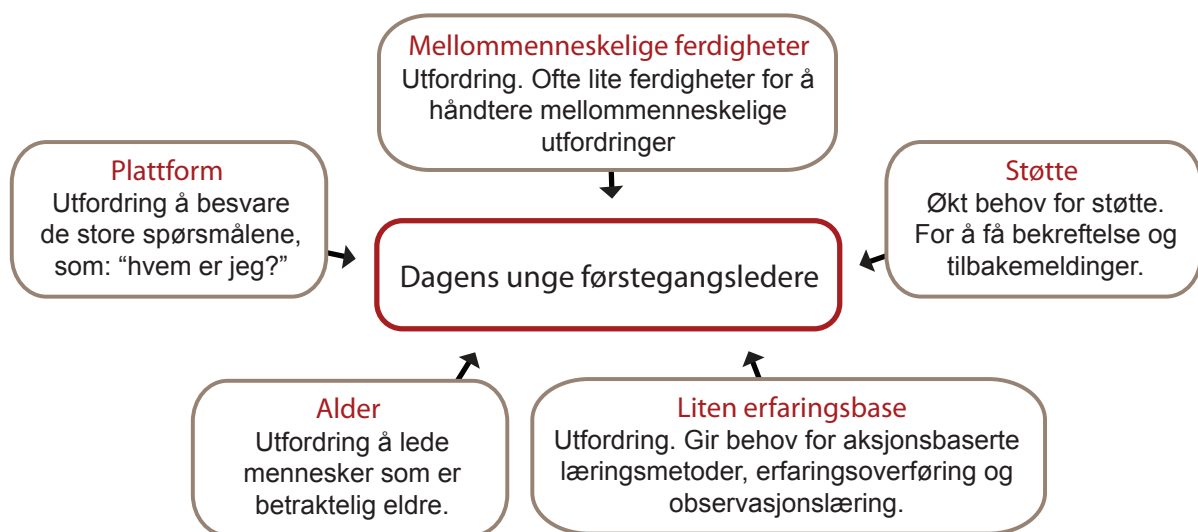 Mellommenneskelige ferdigheter
Utfordring. Ofte lite ferdigheter for å
håndtere mellommenneskelige
utfordringer
Plattform
Utfordring å besvare
de store spørsmålene,
som: “hvem er jeg?”
Støtte
Økt behov for støtte.
For å få bekreftelse og
tilbakemeldinger.
Dagens unge førstegangsledere
Alder
Utfordring å lede
mennesker som er
betraktelig eldre.
Liten erfaringsbase
Utfordring. Gir behov for aksjonsbaserte
læringsmetoder, erfaringsoverføring og
observasjonslæring.